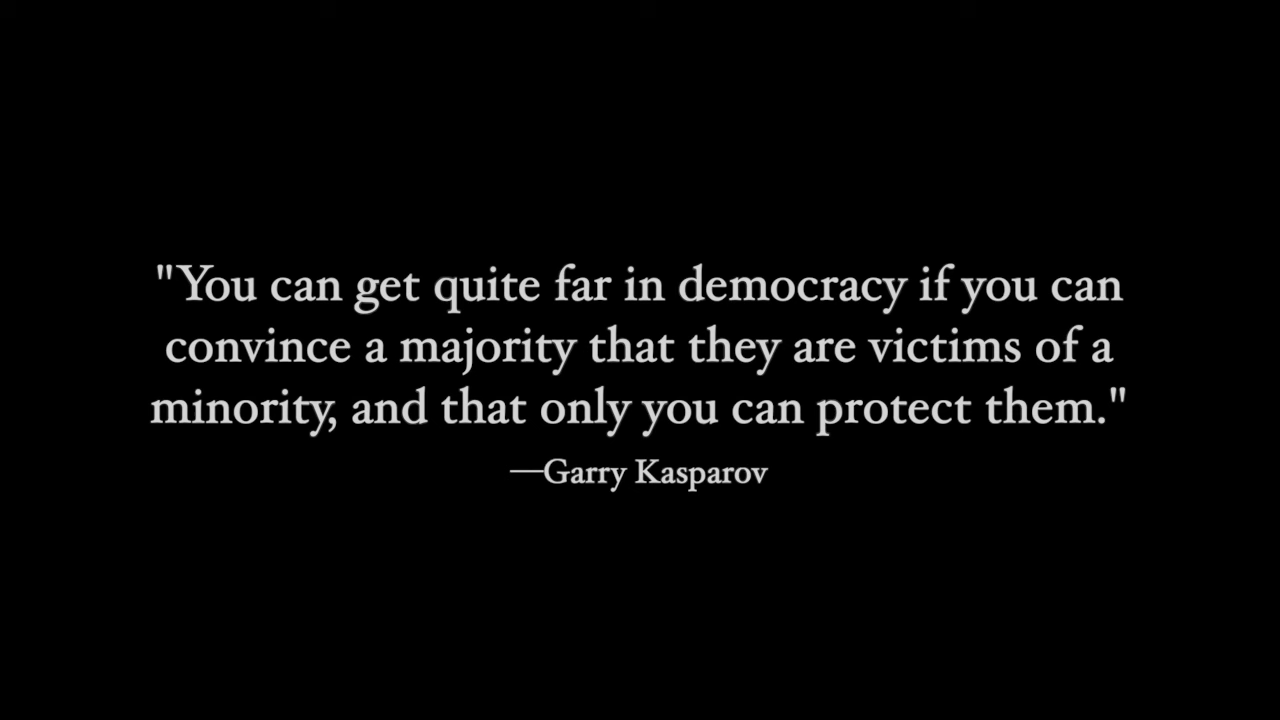 "You can get quite far in democracy if you can
convince a majority that they are victims of a
minority, and that only you can protect them."
—Garry Kasparov